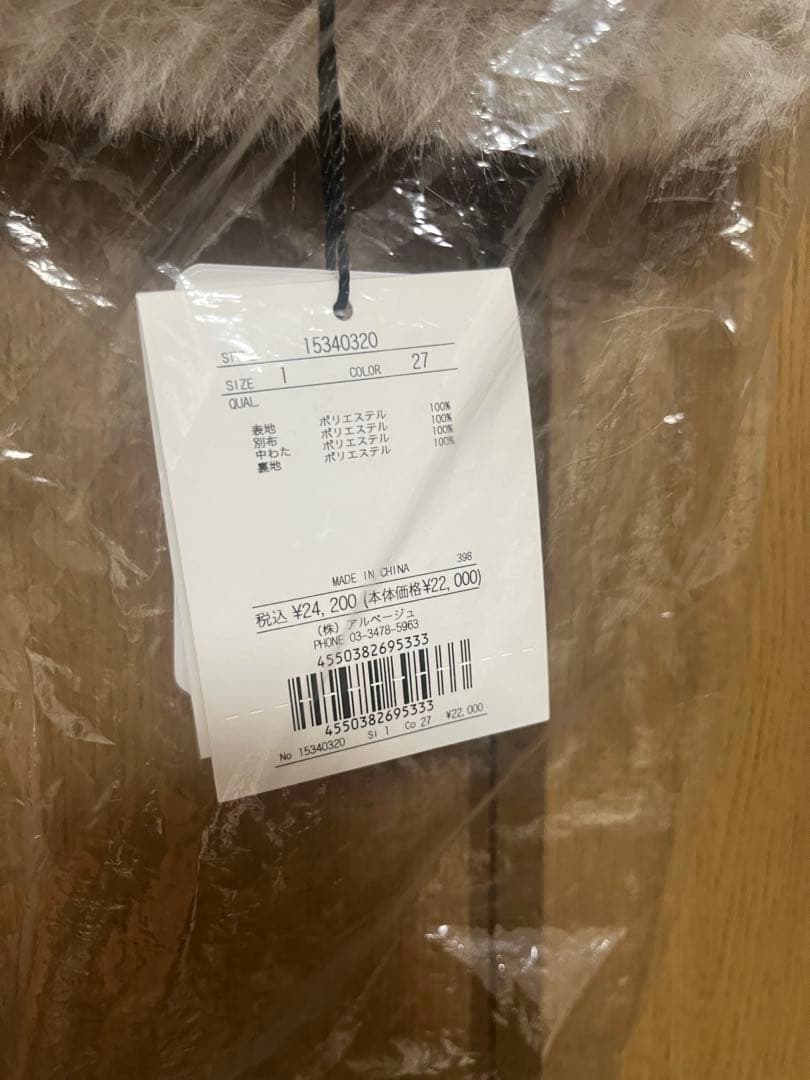 15340320
SIZE 1 COLOR 27
QUAL.
表地 ポリエステル 100%
別布 ポリエステル 100%
中わた ポリエステル 100%
裏地 ポリエステル 100%
MADE IN CHINA 398
税込 ¥24,200 (本体価格¥22,000)
(株) アルページュ
PHONE 03-3478-5963
4550382695333
4550382695333
No 15340320 Si 1 Co 27 ¥22,000